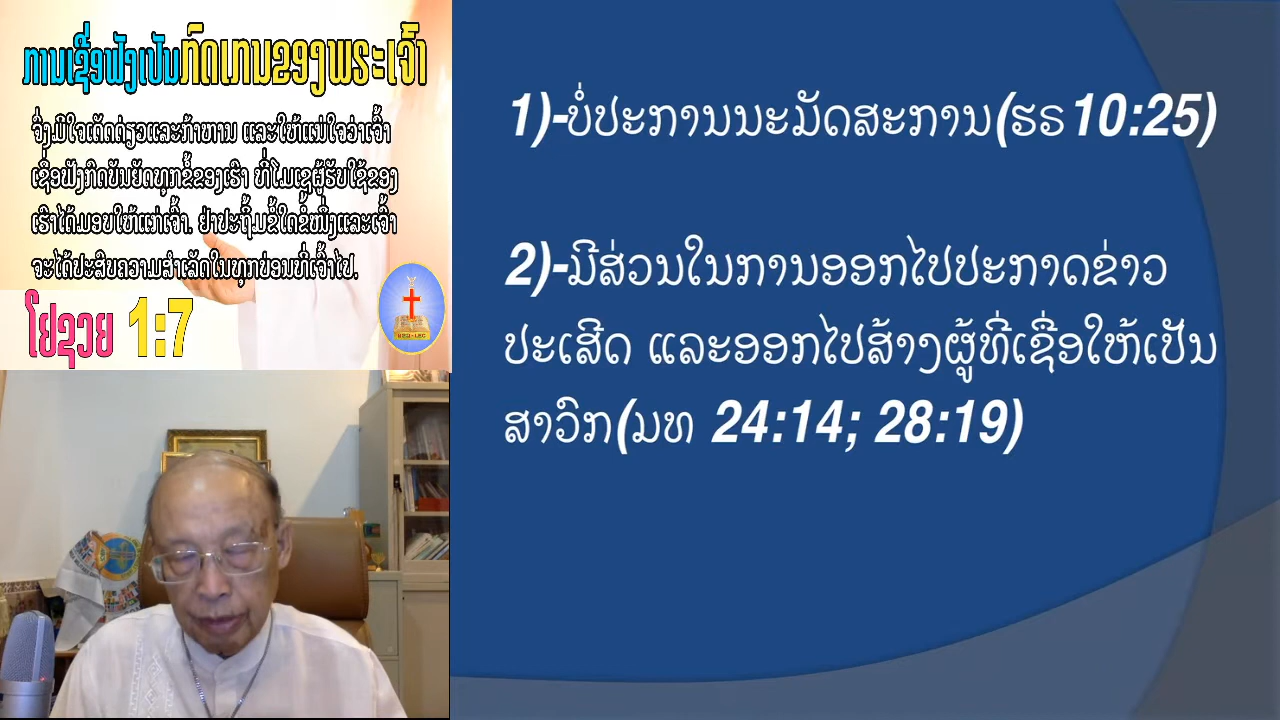 ການເຊື່ອຟັງເປັນກົດເກນຂອງພຣະເຈົ້າ
ຈົ່ງມີໃຈເດັດດ່ຽວແລະກ້າຫານ ແລະໃຫ້ແນ່ໃຈວ່າເຈົ້າ
ເຊື່ອຟັງກົດບັນຍັດທຸກຂໍ້ຂອງເຮົາ ທີ່ໂມເຊຜູ້ຮັບໃຊ້ຂອງ
ເຮົາໄດ້ມອບໃຫ້ແກ່ເຈົ້າ. ຢ່າປະຖິ້ມຂໍ້ໃດຂໍ້ໜຶ່ງແລະເຈົ້າ
ຈະໄດ້ປະສົບຄວາມສຳເລັດໃນທຸກບ່ອນທີ່ເຈົ້າໄປ.
ໂຢຊວຍ 1:7
1)-ບໍ່ປະການນະມັດສະການ(ຮຣ 10:25)
2)-ມີສ່ວນໃນການອອກໄປປະກາດຂ່າວ
ປະເສີດ ແລະອອກໄປສ້າງຜູ້ທີ່ເຊື່ອໃຫ້ເປັນ
ສາວົກ(ມທ 24:14; 28:19)